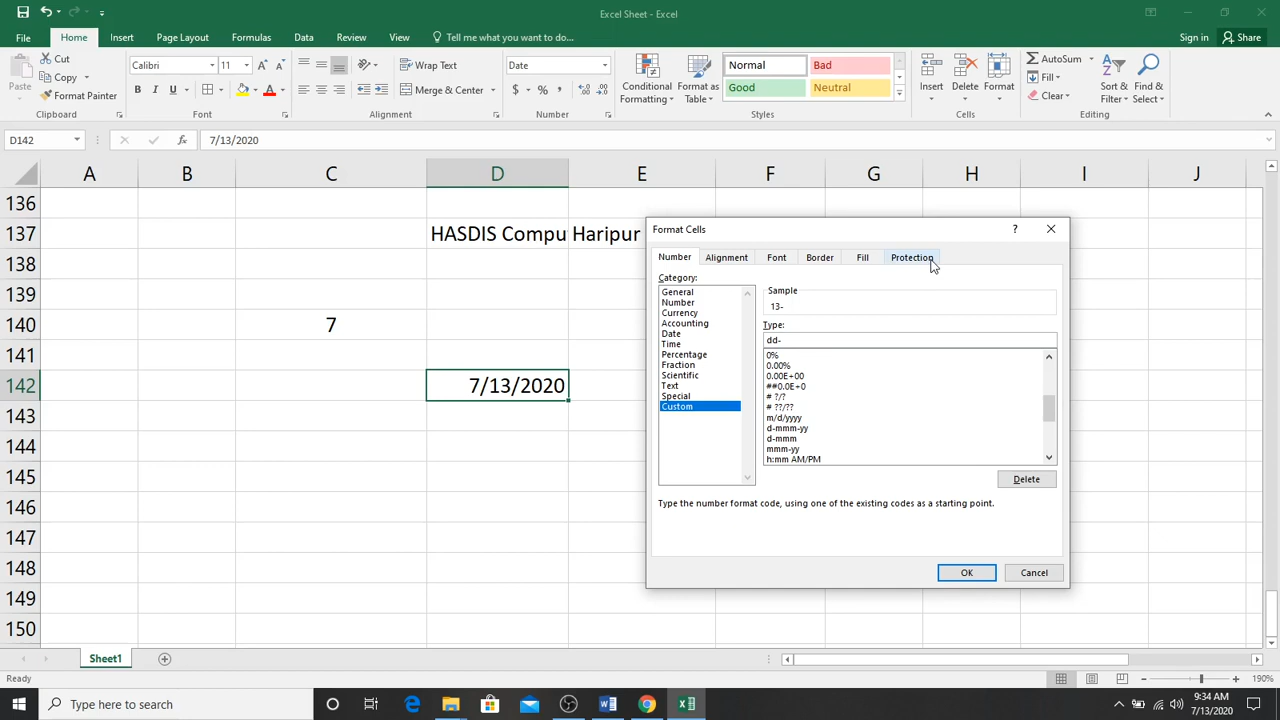 Excel Sheet - Excel
Sign in Share
File Home Insert Page Layout Formulas Data Review View Tell me what you want to do...
Paste
Cut
Copy
Format Painter
Clipboard
Calibri 11
B I U
Font
Wrap Text
Merge & Center
Alignment
Date
$ % ,
Number
Conditional Formatting
Format as Table
Normal Bad
Good Neutral
Styles
Insert Delete Format
Cells
AutoSum
Fill
Clear
Sort & Filter
Find & Select
Editing
D142 fx 7/13/2020
A B C D E F G H I J
136
137 HASDIS Compu Haripur
138
139
140 7
141
142 7/13/2020
143
144
145
146
147
148
149
150
Format Cells ?
Number Alignment Font Border Fill Protection
Category:
General
Number
Currency
Accounting
Date
Time
Percentage
Fraction
Scientific
Text
Special
Custom
Sample
13-
Type:
dd-
0%
0.00%
0.00E+00
##0.0E+0
# ?/?
# ??/??
m/d/yyyy
d-mmm-yy
d-mmm
mmm-yy
h:mm AM/PM
Delete
Type the number format code, using one of the existing codes as a starting point.
OK Cancel
Sheet1
Ready 190%
Type here to search
9:34 AM
7/13/2020